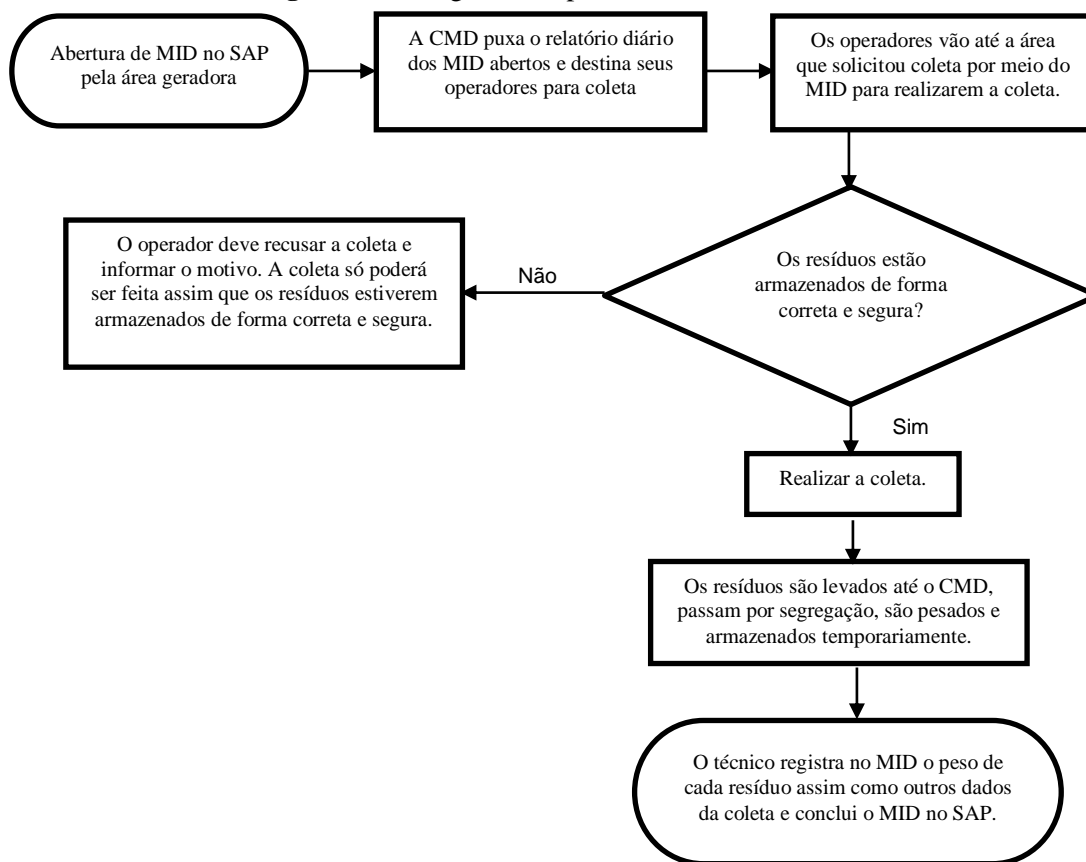 Abertura de MID no SAP
pela área geradora
A CMD puxa o relatório diário
dos MID abertos e destina seus
operadores para coleta
Os operadores vão até a área
que solicitou coleta por meio do
MID para realizarem a coleta.
O operador deve recusar a coleta e
informar o motivo. A coleta só poderá
ser feita assim que os resíduos estiverem
armazenados de forma correta e segura.
Não
Os resíduos estão
armazenados de forma
correta e segura?
Sim
Realizar a coleta.
Os resíduos são levados até o CMD,
passam por segregação, são pesados e
armazenados temporariamente.
O técnico registra no MID o peso de
cada resíduo assim como outros dados
da coleta e conclui o MID no SAP.